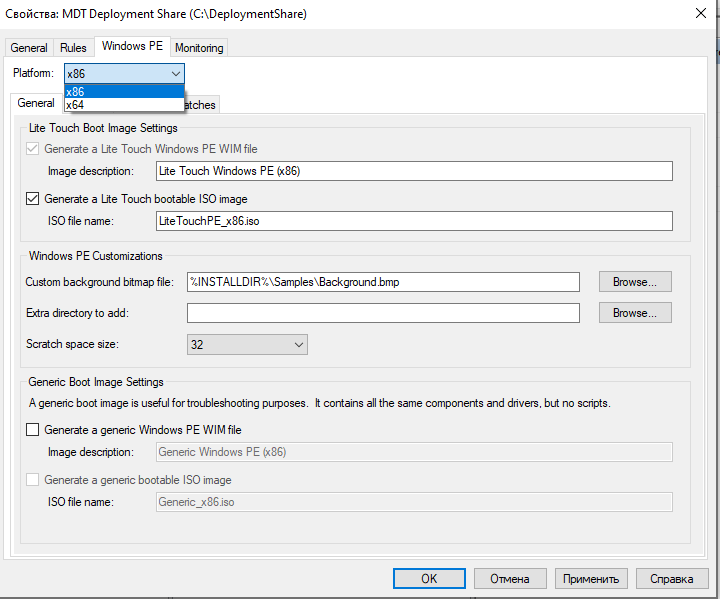 Свойства: MDT Deployment Share (C:\DeploymentShare)
General Rules Windows PE Monitoring
Platform: x86
x86
x64
General atches
Lite Touch Boot Image Settings
Generate a Lite Touch Windows PE WIM file
Image description: Lite Touch Windows PE (x86)
Generate a Lite Touch bootable ISO image
ISO file name: LiteTouchPE_x86.iso
Windows PE Customizations
Custom background bitmap file: %INSTALLDIR%\Samples\Background.bmp Browse...
Extra directory to add: Browse...
Scratch space size: 32
Generic Boot Image Settings
A generic boot image is useful for troubleshooting purposes. It contains all the same components and drivers, but no scripts.
Generate a generic Windows PE WIM file
Image description: Generic Windows PE (x86)
Generate a generic bootable ISO image
ISO file name: Generic_x86.iso
OK Отмена Применить Справка